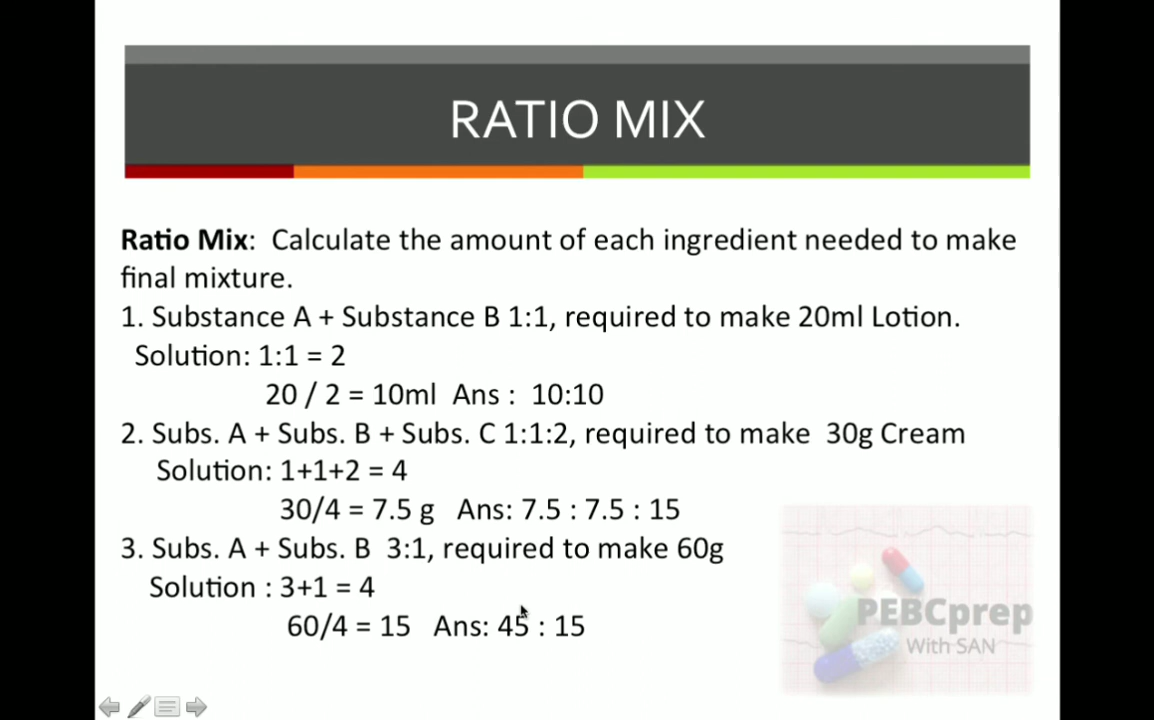 RATIO MIX
Ratio Mix: Calculate the amount of each ingredient needed to make
final mixture.
1. Substance A + Substance B 1:1, required to make 20ml Lotion.
Solution: 1:1 = 2
20 / 2 = 10ml Ans : 10:10
2. Subs. A + Subs. B + Subs. C 1:1:2, required to make 30g Cream
Solution: 1+1+2 = 4
30/4 = 7.5 g Ans: 7.5 : 7.5 : 15
3. Subs. A + Subs. B 3:1, required to make 60g
Solution : 3+1 = 4
60/4 = 15 Ans: 45 : 15
PEBCprep
With SAN